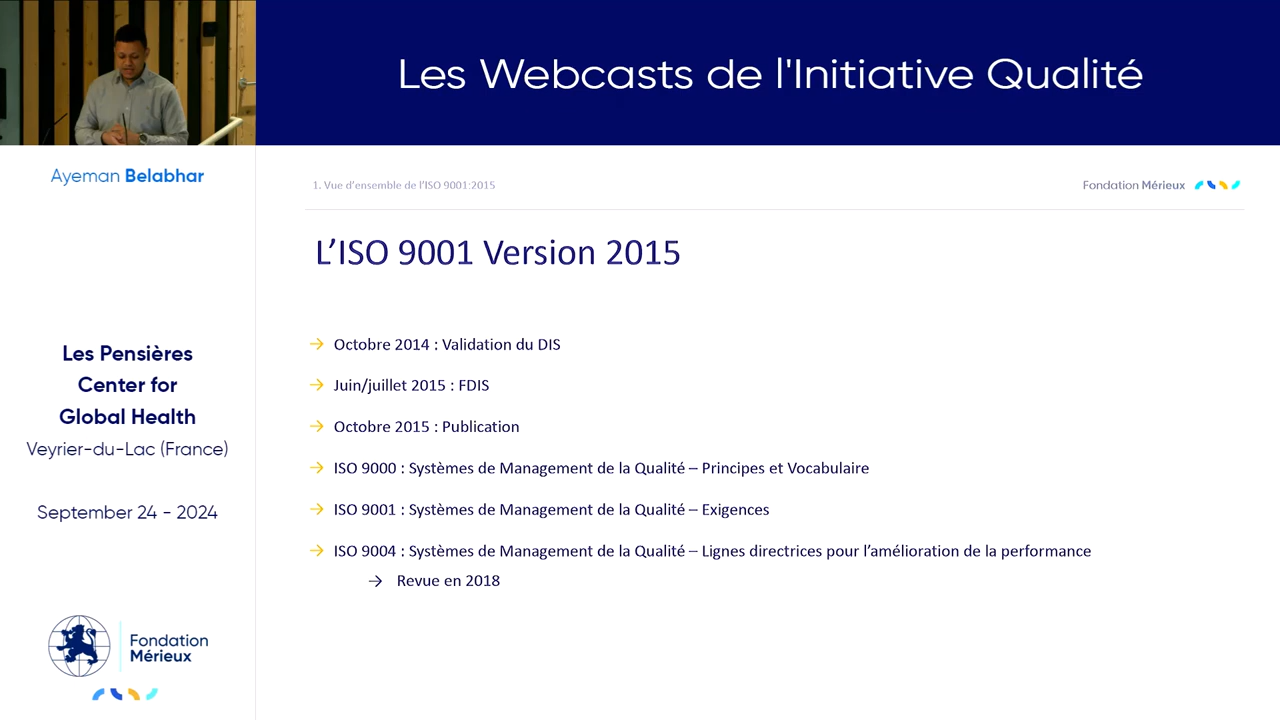 Les Webcasts de l'Initiative Qualité
Ayeman Belabhar
Les Pensières
Center for
Global Health
Veyrier-du-Lac (France)
September 24 - 2024
Fondation
Mérieux
1. Vue d'ensemble de l'ISO 9001:2015
Fondation Mérieux
L’ISO 9001 Version 2015
Octobre 2014 : Validation du DIS
Juin/juillet 2015 : FDIS
Octobre 2015 : Publication
ISO 9000 : Systèmes de Management de la Qualité – Principes et Vocabulaire
ISO 9001 : Systèmes de Management de la Qualité – Exigences
ISO 9004 : Systèmes de Management de la Qualité – Lignes directrices pour l’amélioration de la performance
Revue en 2018